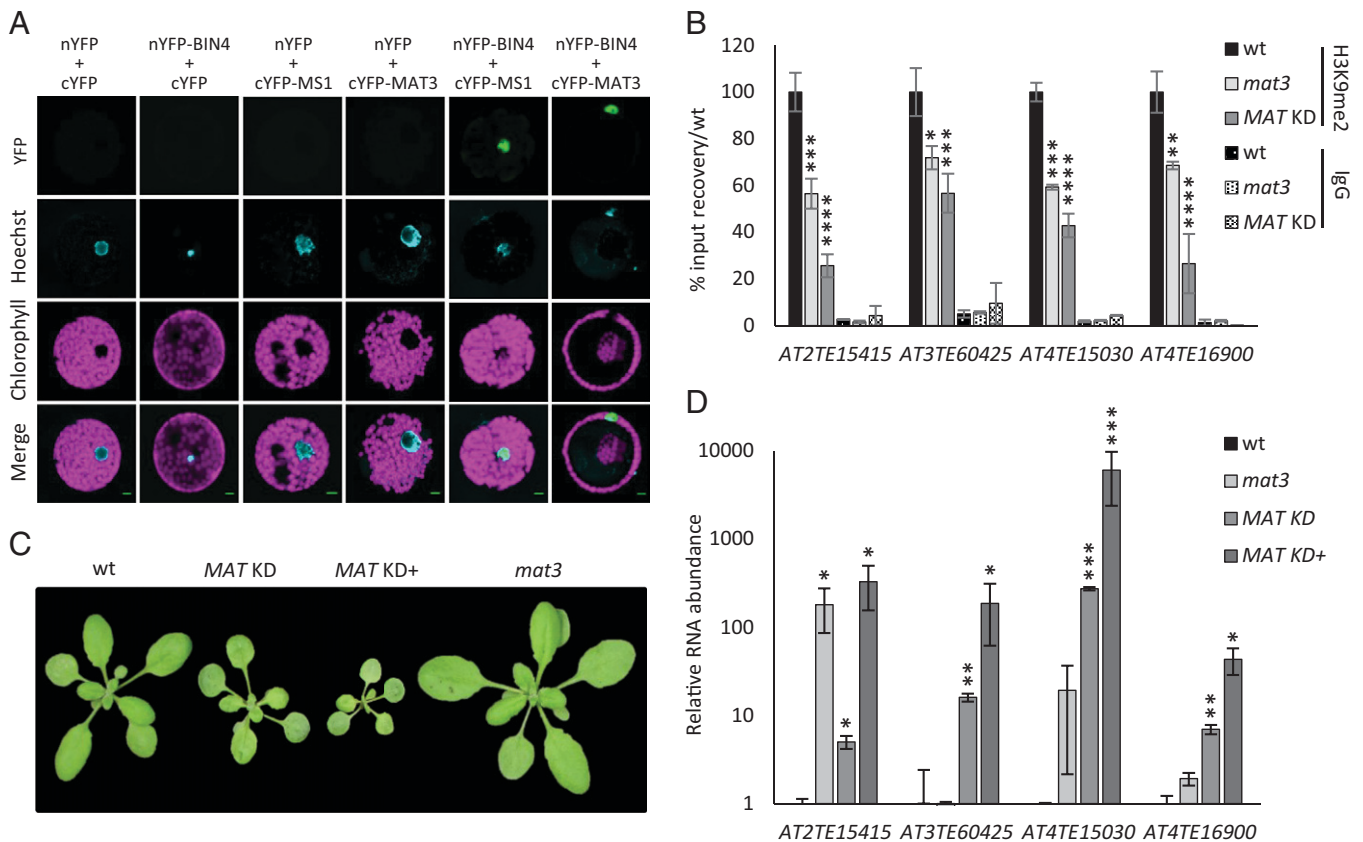 A
nYFP + cYFP
nYFP-BIN4 + cYFP
nYFP + cYFP-MS1
nYFP + cYFP-MAT3
nYFP-BIN4 + cYFP-MS1
nYFP-BIN4 + cYFP-MAT3
YFP
Hoechst
Chlorophyll
Merge
B
% input recovery/wt
120
100
80
60
40
20
0
***
****
*
***
***
****
**
****
AT2TE15415
AT3TE60425
AT4TE15030
AT4TE16900
wt
mat3
MAT KD
H3K9me2
wt
mat3
MAT KD
IgG
C
wt
MAT KD
MAT KD+
mat3
D
Relative RNA abundance
10000
1000
100
10
1
*
*
*
**
*
***
***
**
*
AT2TE15415
AT3TE60425
AT4TE15030
AT4TE16900
wt
mat3
MAT KD
MAT KD+